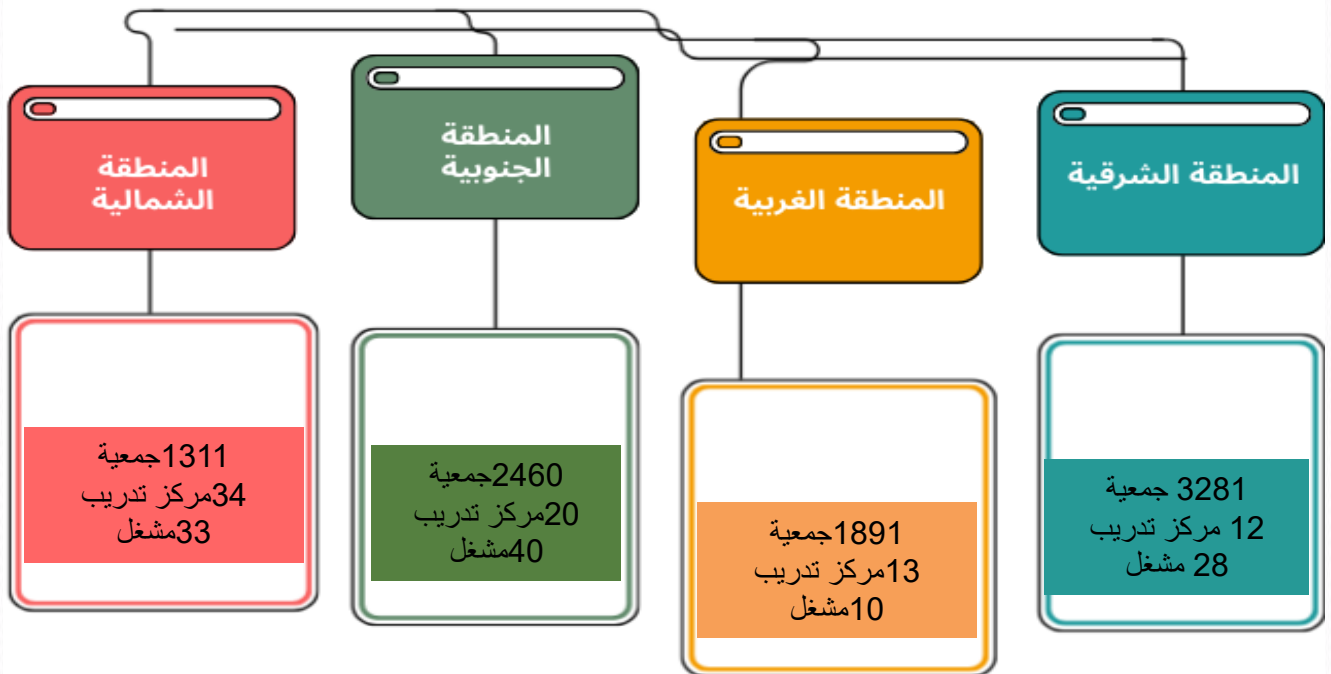 المنطقة الشرقية
3281 جمعية
12 مركز تدريب
28 مشغل
المنطقة الغربية
1891جمعية
13مركز تدريب
10مشغل
المنطقة
الجنوبية
2460جمعية
20مركز تدريب
40مشغل
المنطقة
الشمالية
1311جمعية
34مركز تدريب
33مشغل